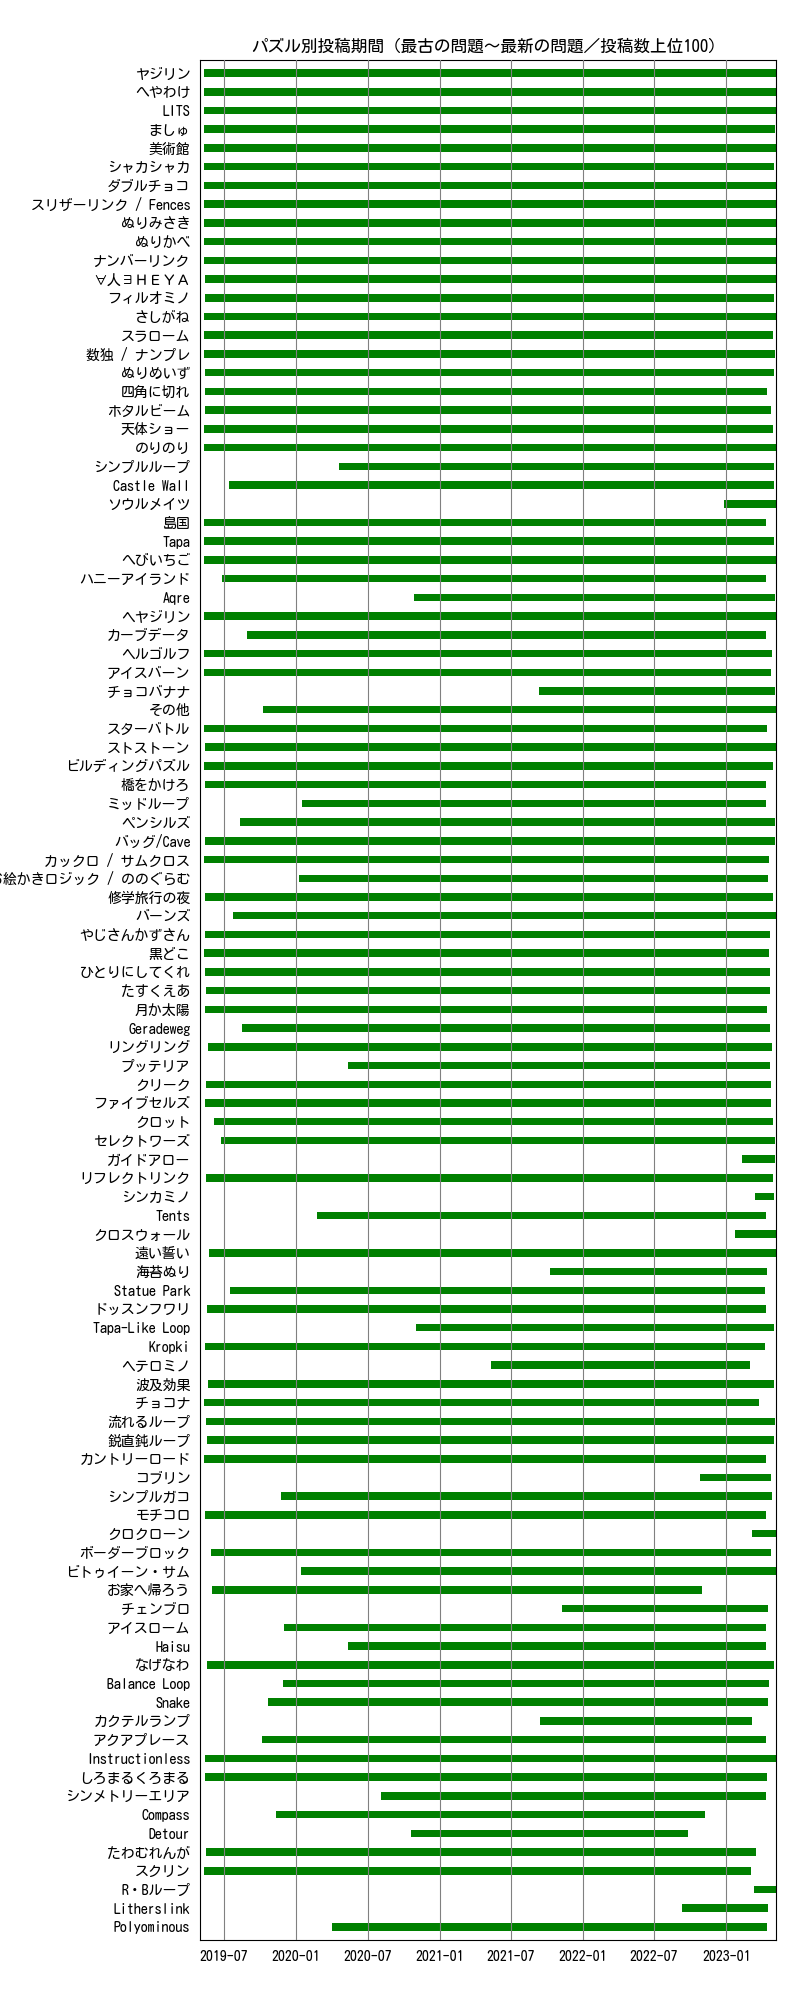 パズル別投稿期間（最古の問題～最新の問題／投稿数上位100）
ヤジリン
へやわけ
LITS
ましゅ
美術館
シャカシャカ
ダブルチョコ
スリザーリンク / Fences
ぬりみさき
ぬりかべ
ナンバーリンク
∀人∃ＨＥＹＡ
フィルオミノ
さしがね
スラローム
数独 / ナンプレ
ぬりめいず
四角に切れ
ホタルビーム
天体ショー
のりのり
シンプルループ
Castle Wall
ソウルメイツ
島国
Tapa
へびいちご
ハニーアイランド
Aqre
ヘヤジリン
カーブデータ
ヘルゴルフ
アイスバーン
チョコバナナ
その他
スターバトル
ストストーン
ビルディングパズル
橋をかけろ
ミッドループ
ペンシルズ
バッグ/Cave
カックロ / サムクロス
絵かきロジック / ののぐらむ
修学旅行の夜
バーンズ
やじさんかずさん
黒どこ
ひとりにしてくれ
たすくえあ
月か太陽
Geradeweg
リングリング
プッテリア
クリーク
ファイブセルズ
クロット
セレクトワーズ
ガイドアロー
リフレクトリンク
シンカミノ
Tents
クロスウォール
遠い誓い
海苔ぬり
Statue Park
ドッスンフワリ
Tapa-Like Loop
Kropki
ヘテロミノ
波及効果
チョコナ
流れるループ
鋭直鈍ループ
カントリーロード
コブリン
シンプルガコ
モチコロ
クロクローン
ボーダーブロック
ビトゥイーン・サム
お家へ帰ろう
チェンブロ
アイスローム
Haisu
なげなわ
Balance Loop
Snake
カクテルランプ
アクアプレース
Instructionless
しろまるくろまる
シンメトリーエリア
Compass
Detour
たわむれんが
スクリン
R・Bループ
Litherslink
Polyominous
2019-07 2020-01 2020-07 2021-01 2021-07 2022-01 2022-07 2023-01